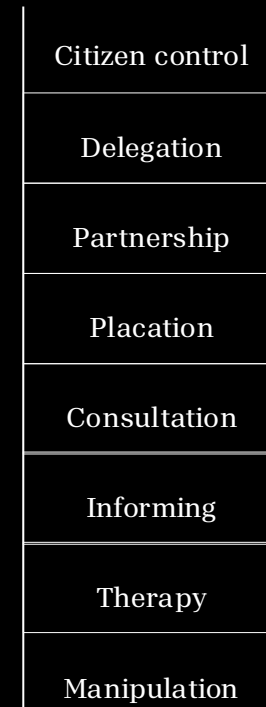 Citizen control
Delegation
Partnership
Placation
Consultation
Informing
Therapy
Manipulation